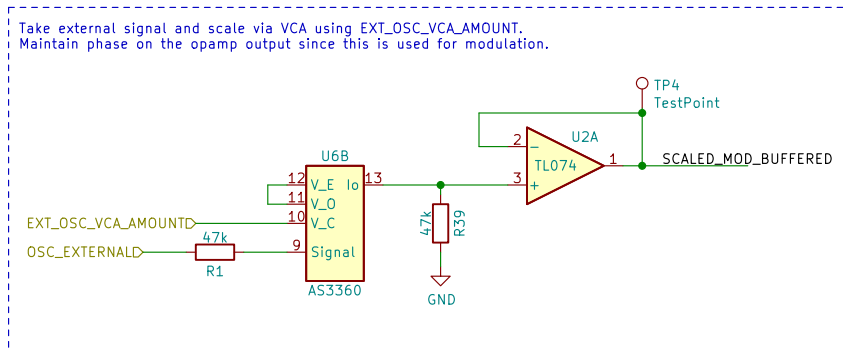 Take external signal and scale via VCA using EXT_OSC_VCA_AMOUNT.
Maintain phase on the opamp output since this is used for modulation.
TP4
TestPoint
U2A
2
−
TL074
1
SCALED_MOD_BUFFERED
3
+
U6B
12
V_E
Io
13
11
V_O
10
V_C
EXT_OSC_VCA_AMOUNT
47k
R39
47k
9
Signal
OSC_EXTERNAL
R1
AS3360
GND